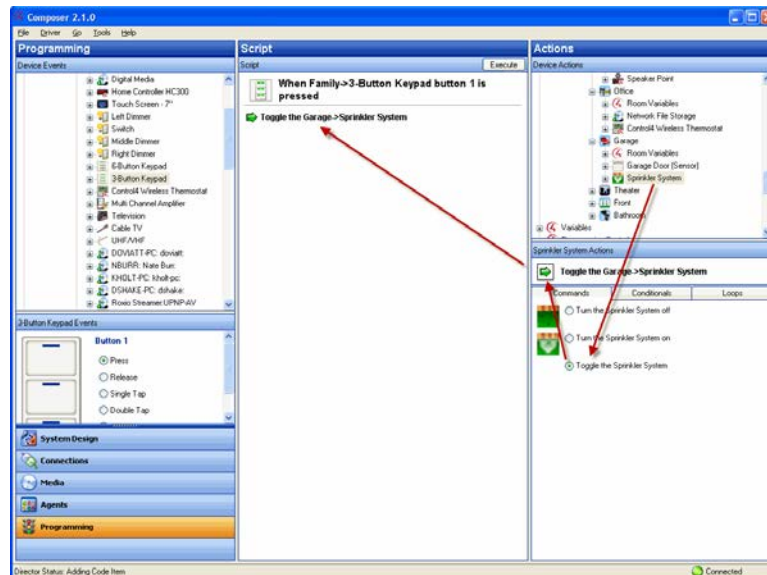 Composer 2.1.0
File Driver Go Tools Help
Programming
Device Events
Digital Media
Home Controller HC300
Touch Screen - 7"
Left Dimmer
Switch
Middle Dimmer
Right Dimmer
6-Button Keypad
3-Button Keypad
Control4 Wireless Thermostat
Multi Channel Amplifier
Television
Cable TV
UHF/VHF
DOVIATT-PC: doviatt:
NBURR: Nate Burr:
KHOLT-PC: kholt-pc:
DSHAKE-PC: dshake:
Roxio Streamer:UPNP-AV
3-Button Keypad Events
Button 1
Press
Release
Single Tap
Double Tap
System Design
Connections
Media
Agents
Programming
Director Status: Adding Code Item
Script
Script Execute
When Family->3-Button Keypad button 1 is
pressed
Toggle the Garage->Sprinkler System
Actions
Device Actions
Speaker Point
Office
Room Variables
Network File Storage
Control4 Wireless Thermostat
Garage
Room Variables
Garage Door [Sensor]
Sprinkler System
Theater
Front
Bathroom
Variables
Sprinkler System Actions
Toggle the Garage->Sprinkler System
Commands Conditionals Loops
Turn the Sprinkler System off
Turn the Sprinkler System on
Toggle the Sprinkler System
Connected